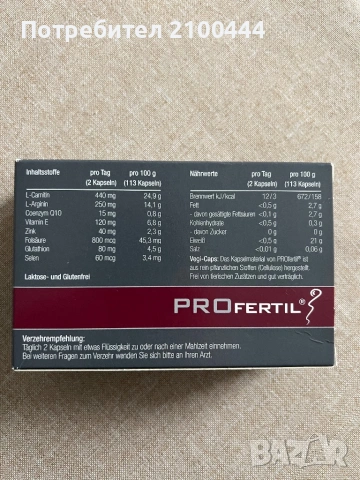 Потребител 2100444
Inhaltsstoffe pro Tag pro 100 g
(2 Kapseln) (113 Kapseln)
L-Carnitin 440 mg 24,9 g
L-Arginin 250 mg 14,1 g
Coenzym Q10 15 mg 0,8 g
Vitamin E 120 mg 6,8 g
Zink 40 mg 2,3 g
Folsäure 800 mcg 45,3 mg
Glutathion 80 mg 4,5 g
Selen 60 mcg 3,4 mg
Laktose- und Glutenfrei
Nährwerte pro Tag pro 100 g
(2 Kapseln) (113 Kapseln)
Brennwert kJ/kcal 12/3 672/158
Fett <0,5 g 2,7 g
- davon gesättigte Fettsäuren <0,1 g 2,7 g
Kohlenhydrate <0,5 g 0,3 g
- davon Zucker 0 g 0 g
Eiweiß <0,5 g 21 g
Salz <0,01 g 0,06 g
Vegi-Caps: Das Kapselmaterial von PROfertil® ist
aus rein pflanzlichen Stoffen (Cellulose) hergestellt.
Frei von tierischen Zusätzen und gut verträglich.
PROFERTIL®
Verzehrempfehlung:
Täglich 2 Kapseln mit etwas Flüssigkeit zu oder nach einer Mahlzeit einnehmen.
Bei weiteren Fragen zum Verzehr wenden Sie sich bitte an Ihren Arzt.
BAZAR